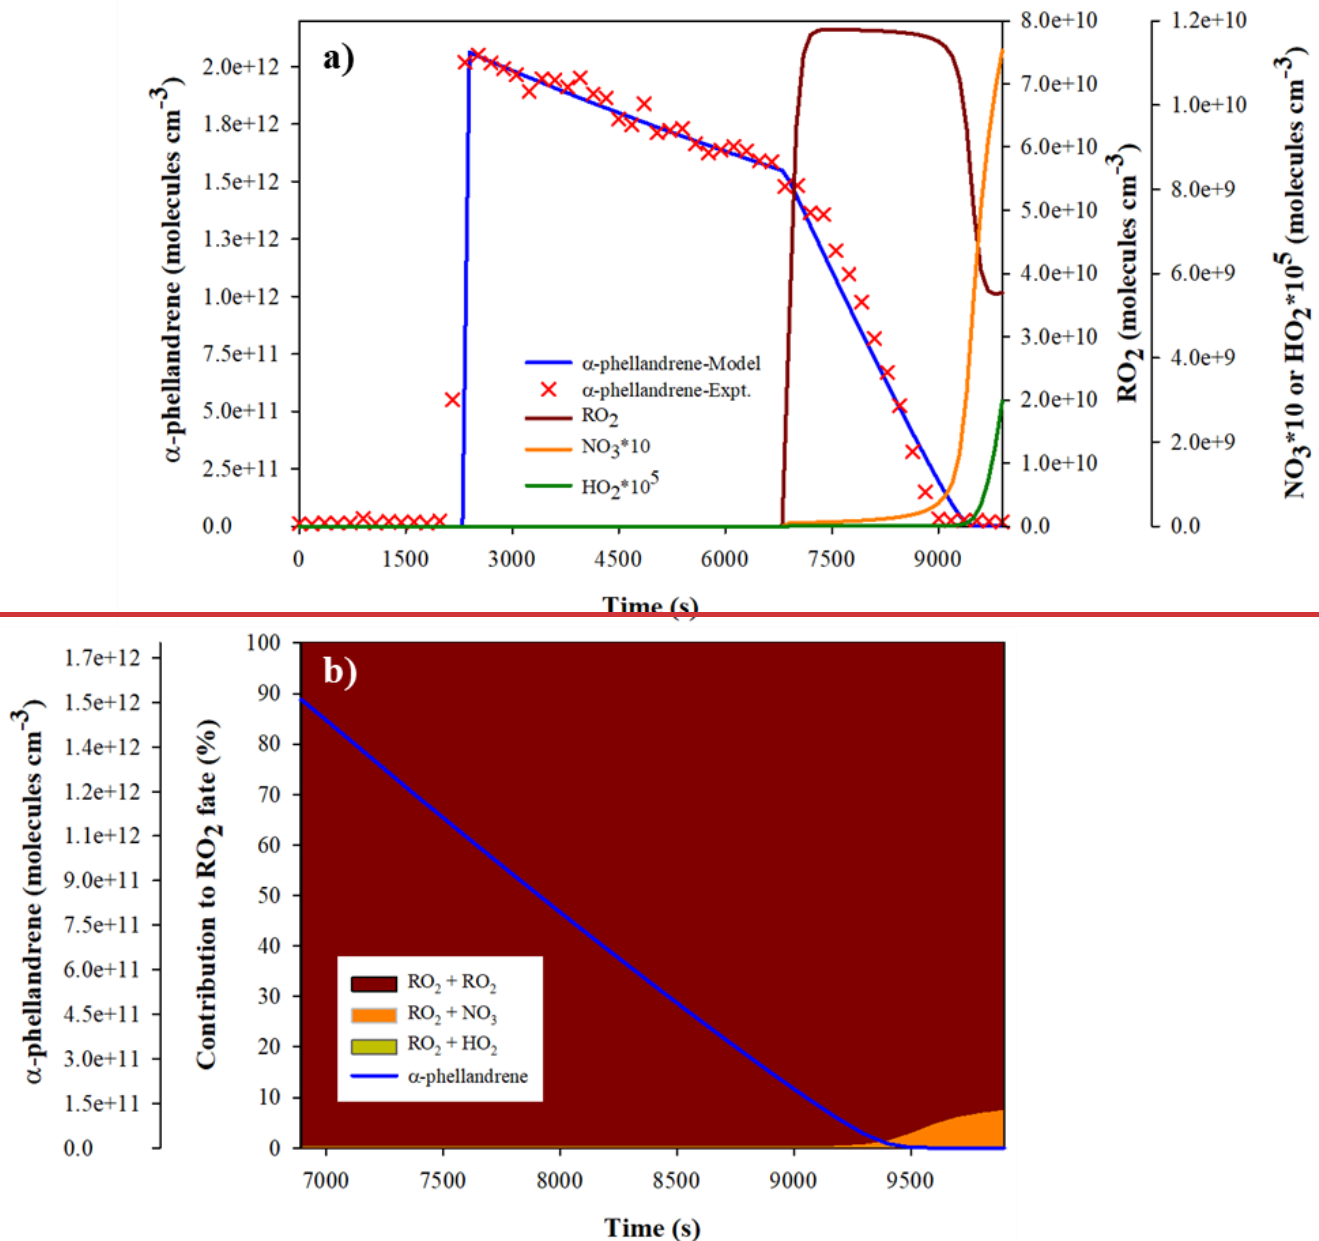 a)
α-phellandrene (molecules cm-3)
2.0e+12
1.8e+12
1.5e+12
1.3e+12
1.0e+12
7.5e+11
5.0e+11
2.5e+11
0.0
α-phellandrene-Model
α-phellandrene-Expt.
RO2
NO3*10
HO2*10^5
8.0e+10
7.0e+10
6.0e+10
5.0e+10
4.0e+10
3.0e+10
2.0e+10
1.0e+10
0.0
RO2 (molecules cm-3)
1.2e+10
1.0e+10
8.0e+9
6.0e+9
4.0e+9
2.0e+9
0.0
NO3*10 or HO2*10^5 (molecules cm-3)
0 1500 3000 4500 6000 7500 9000
Time (s)
b)
α-phellandrene (molecules cm-3)
1.7e+12
1.5e+12
1.4e+12
1.2e+12
1.1e+12
9.0e+11
7.5e+11
6.0e+11
4.5e+11
3.0e+11
1.5e+11
0.0
Contribution to RO2 fate (%)
100
90
80
70
60
50
40
30
20
10
0
RO2 + RO2
RO2 + NO3
RO2 + HO2
α-phellandrene
7000 7500 8000 8500 9000 9500
Time (s)